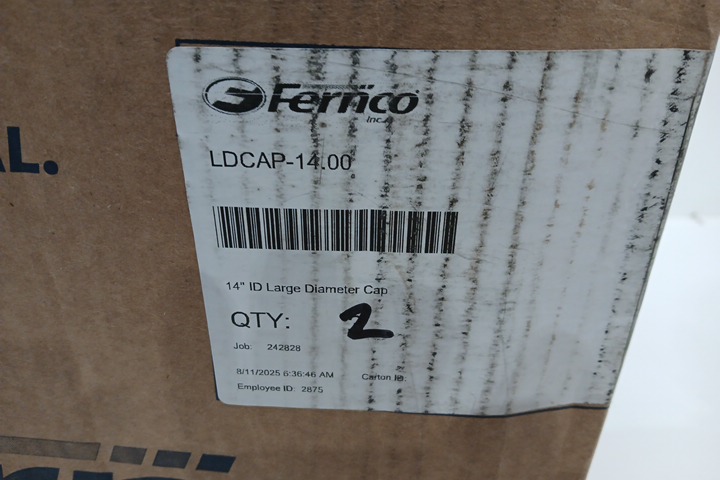 Fernco
Inc.
AL.
LDCAP-14.00
14" ID Large Diameter Cap
QTY: 2
Job: 242828
8/11/2025 6:36:46 AM Carton ID:
Employee ID: 2875